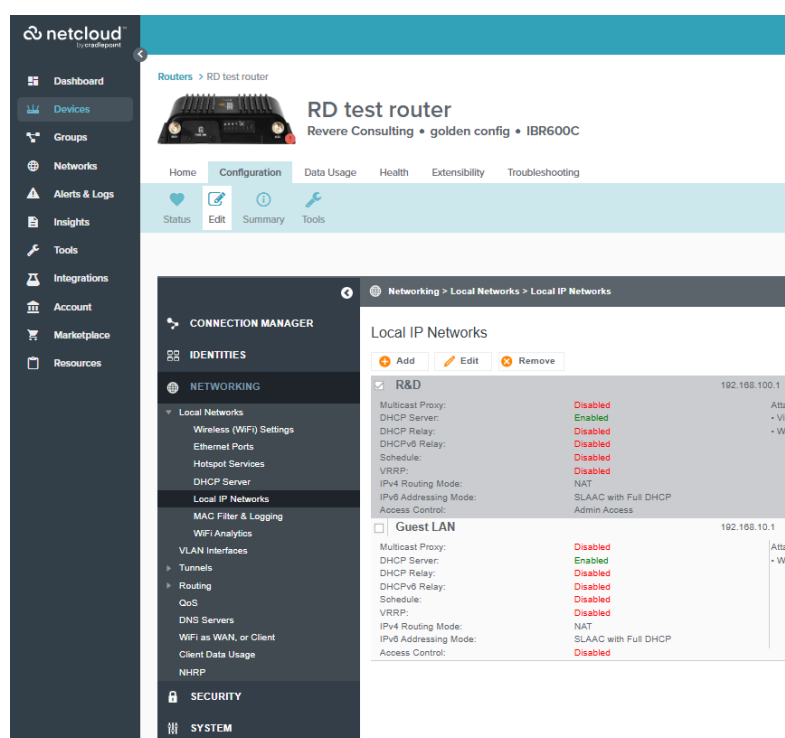 netcloud
by cradlepoint
Dashboard
Devices
Groups
Networks
Alerts & Logs
Insights
Tools
Integrations
Account
Marketplace
Resources
Routers > RD test router
RD test router
Revere Consulting • golden config • IBR600C
Home Configuration Data Usage Health Extensibility Troubleshooting
Status Edit Summary Tools
CONNECTION MANAGER
IDENTITIES
NETWORKING
Local Networks
Wireless (WiFi) Settings
Ethernet Ports
Hotspot Services
DHCP Server
Local IP Networks
MAC Filter & Logging
WiFi Analytics
VLAN Interfaces
Tunnels
Routing
QoS
DNS Servers
WiFi as WAN, or Client
Client Data Usage
NHRP
SECURITY
SYSTEM
Networking > Local Networks > Local IP Networks
Local IP Networks
Add Edit Remove
R&D 192.168.100.1
Multicast Proxy: Disabled Atta
DHCP Server: Enabled • Vi
DHCP Relay: Disabled • W
DHCPv6 Relay: Disabled
Schedule: Disabled
VRRP: Disabled
IPv4 Routing Mode: NAT
IPv6 Addressing Mode: SLAAC with Full DHCP
Access Control: Admin Access
Guest LAN 192.168.10.1
Multicast Proxy: Disabled Atta
DHCP Server: Enabled • W
DHCP Relay: Disabled
DHCPv6 Relay: Disabled
Schedule: Disabled
VRRP: Disabled
IPv4 Routing Mode: NAT
IPv6 Addressing Mode: SLAAC with Full DHCP
Access Control: Disabled